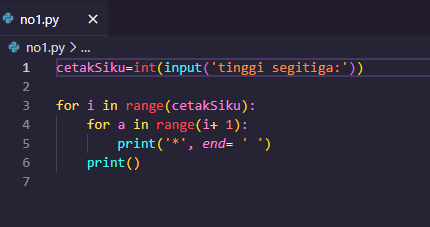 no1.py
no1.py > ...
1 cetakSiku=int(input('tinggi segitiga:'))
2
3 for i in range(cetakSiku):
4     for a in range(i+ 1):
5         print('*', end= ' ')
6     print()
7